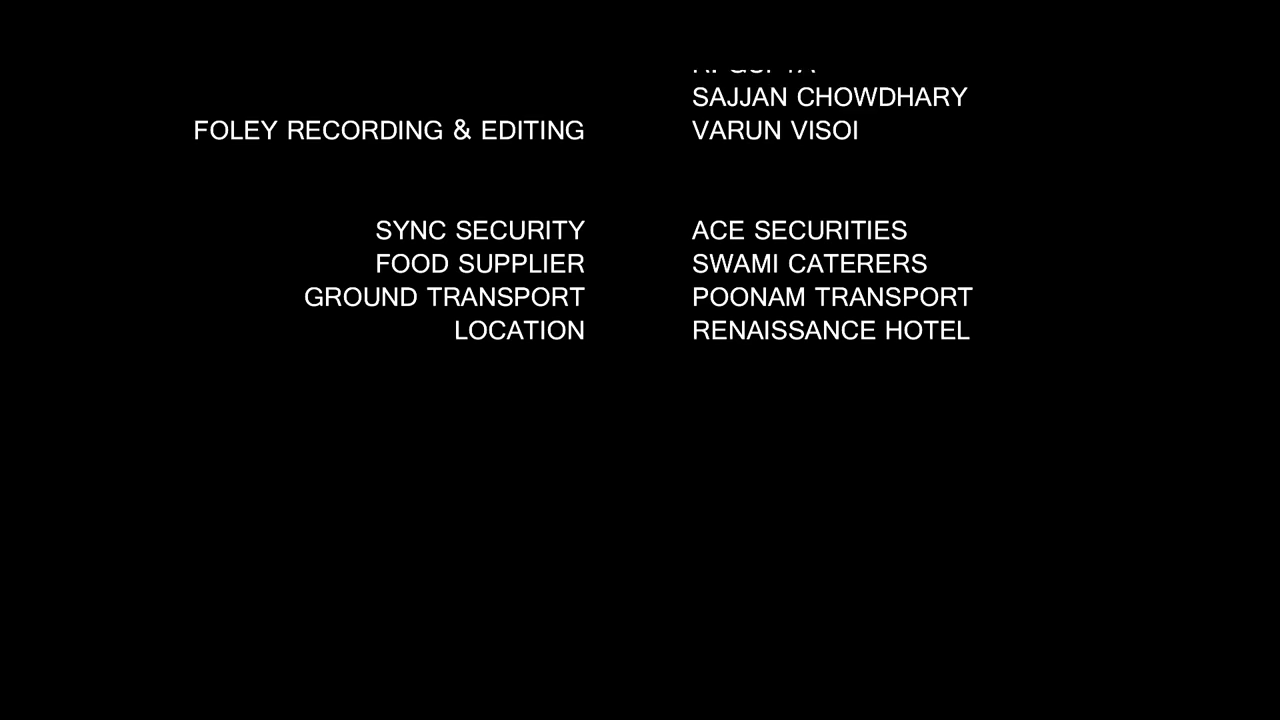 SAJJAN CHOWDHARY
FOLEY RECORDING & EDITING VARUN VISOI
SYNC SECURITY ACE SECURITIES
FOOD SUPPLIER SWAMI CATERERS
GROUND TRANSPORT POONAM TRANSPORT
LOCATION RENAISSANCE HOTEL